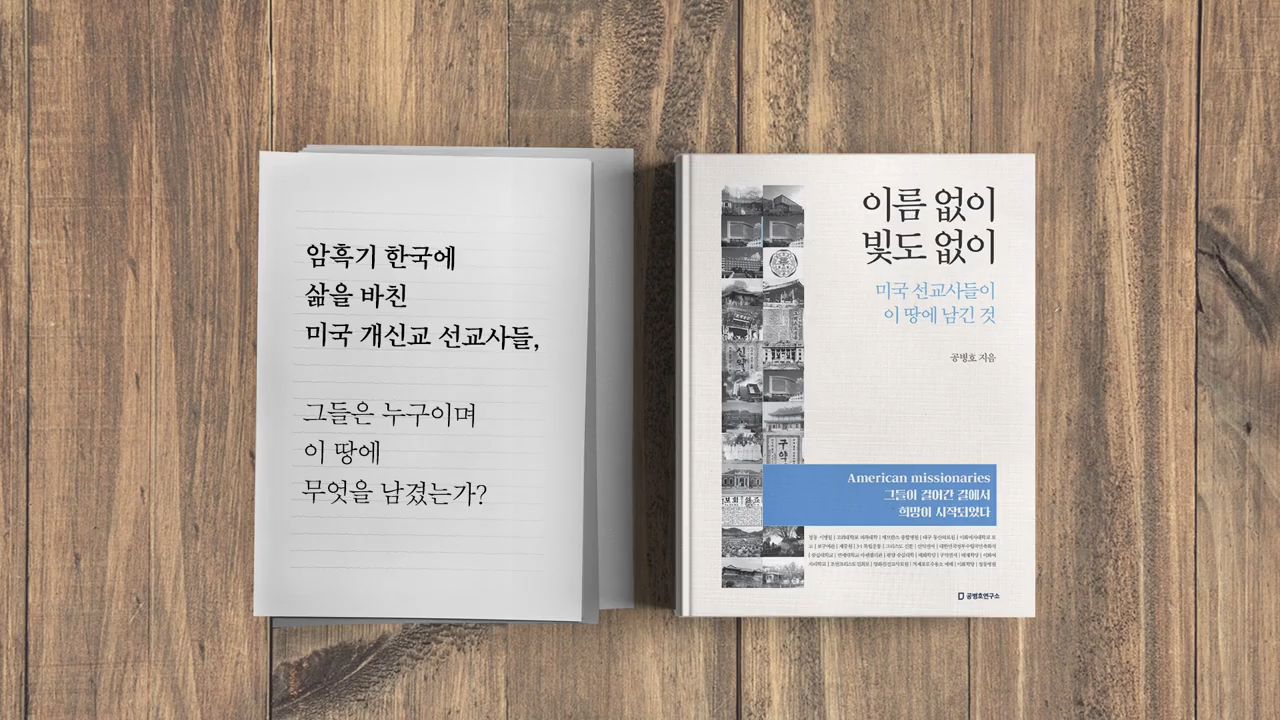 암흑기 한국에
삶을 바친
미국 개신교 선교사들,
그들은 누구이며
이 땅에
무엇을 남겼는가?
이름 없이
빛도 없이
미국 선교사들이
이 땅에 남긴 것
공병호 지음
신약
구약
American missionaries
그들이 걸어간 길에서
희망이 시작되었다
공병호연구소